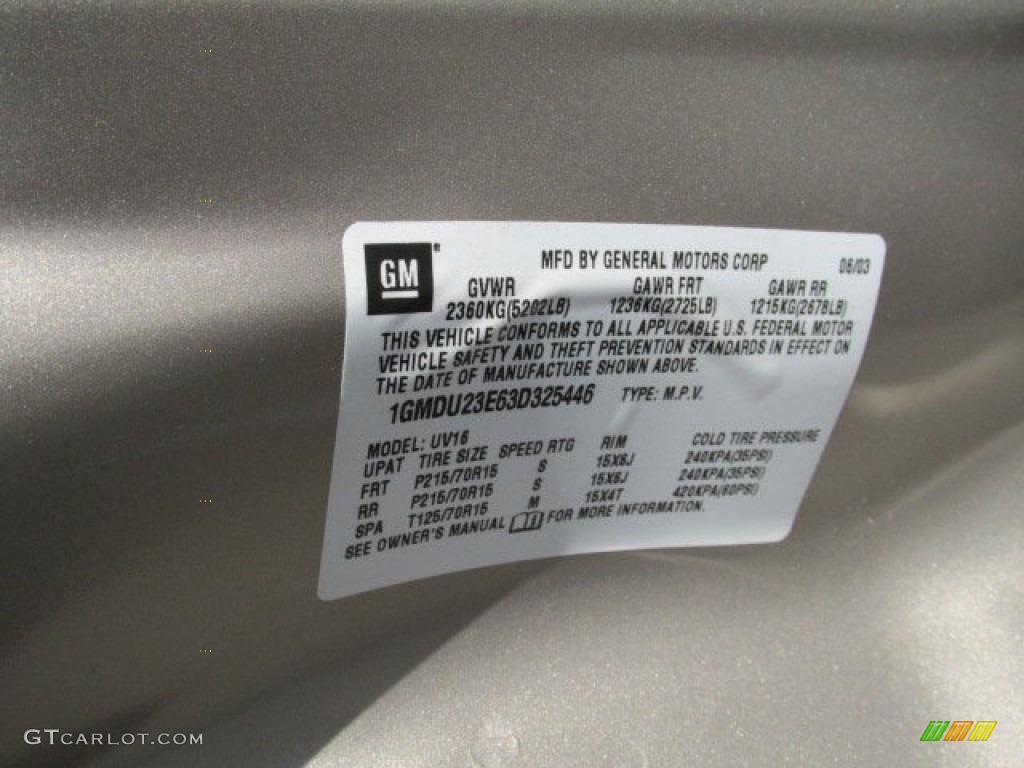 GM
MFD BY GENERAL MOTORS CORP 06/03
GVWR GAWR FRT GAWR RR
2360KG(5202LB) 1236KG(2725LB) 1215KG(2678LB)
THIS VEHICLE CONFORMS TO ALL APPLICABLE U.S. FEDERAL MOTOR
VEHICLE SAFETY AND THEFT PREVENTION STANDARDS IN EFFECT ON
THE DATE OF MANUFACTURE SHOWN ABOVE.
1GMDU23E63D325446 TYPE: M.P.V.
MODEL: UV16
UPAT TIRE SIZE SPEED RTG RIM COLD TIRE PRESSURE
FRT P215/70R15 S 15X6J 240KPA(35PSI)
RR P215/70R15 S 15X6J 240KPA(35PSI)
SPA T125/70R15 M 15X4T 420KPA(60PSI)
SEE OWNER'S MANUAL FOR MORE INFORMATION.
GTCARLOT.COM